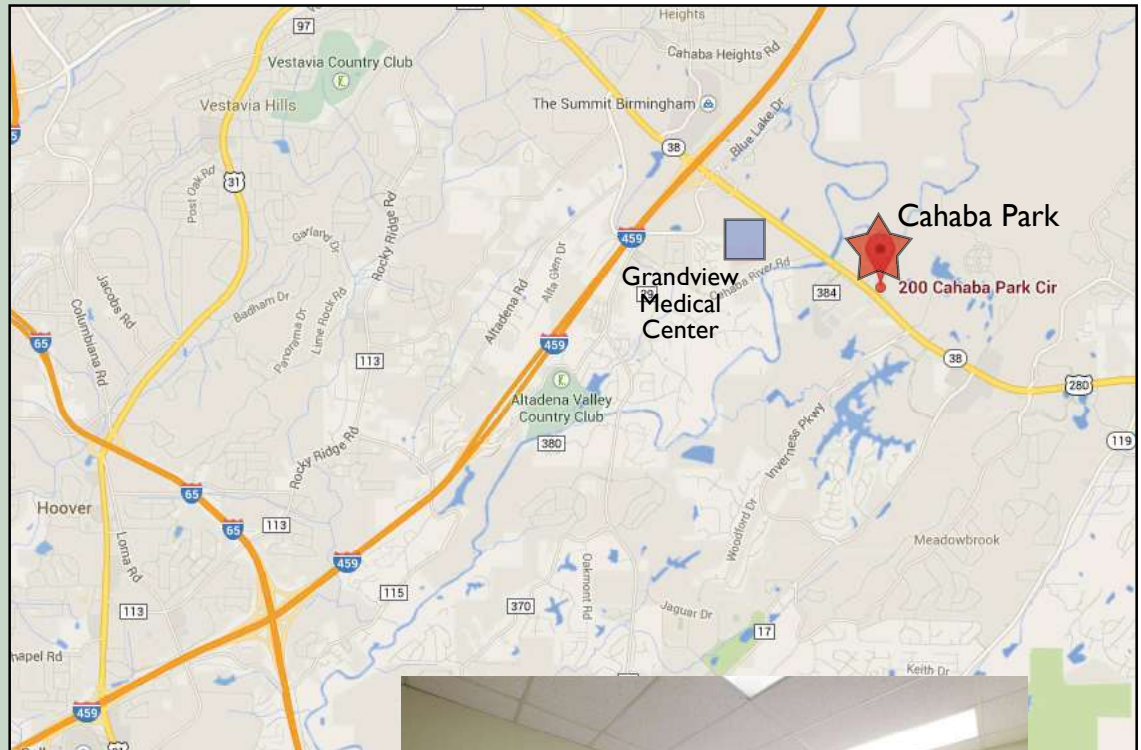 97
Heights
Vestavia Country Club
Cahaba Heights Rd
Vestavia Hills
The Summit Birmingham
Blue Lake Dr
38
31
Post Oak Rd
Rocky Ridge Rd
Cahaba Park
459
Garland Dr
Alta Glen Dr
Grandview
Medical
Center
29
Cahaba River Rd
384
200 Cahaba Park Cir
Jacobs Rd
Columbiana Rd
Badham Dr
Panorama Dr
Lime Rock Rd
Altadena Rd
65
459
113
38
280
Altadena Valley
Country Club
380
119
Inverness Pkwy
Rocky Ridge Rd
65
Hoover
113
65
Woodford Dr
Meadowbrook
Loma Rd
459
Oakmont Rd
115
370
113
Jaguar Dr
17
Keith Dr
459